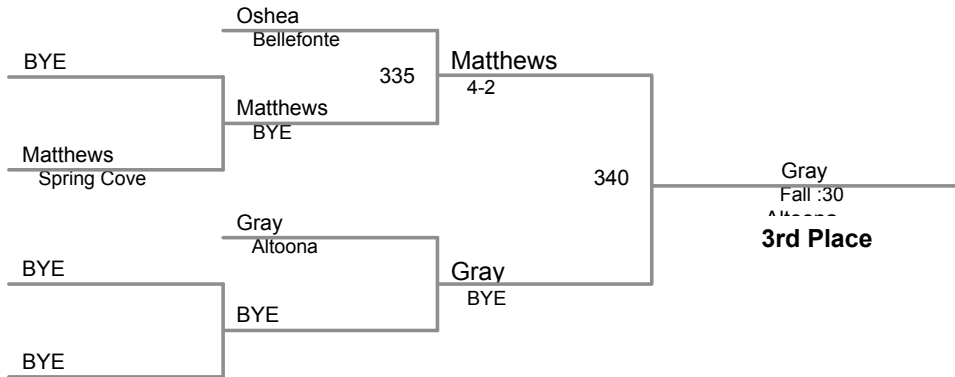 Oshea
Bellefonte
BYE
335
Matthews
4-2
Matthews
BYE
Matthews
Spring Cove
340
Gray
Fall :30
Altoona
3rd Place
Gray
Altoona
BYE
Gray
BYE
BYE
BYE